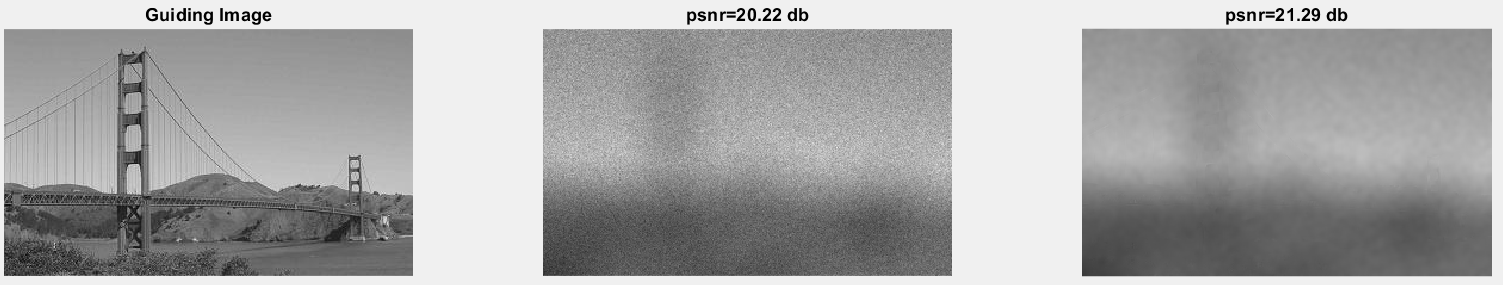 Guiding Image
psnr=20.22 db
psnr=21.29 db